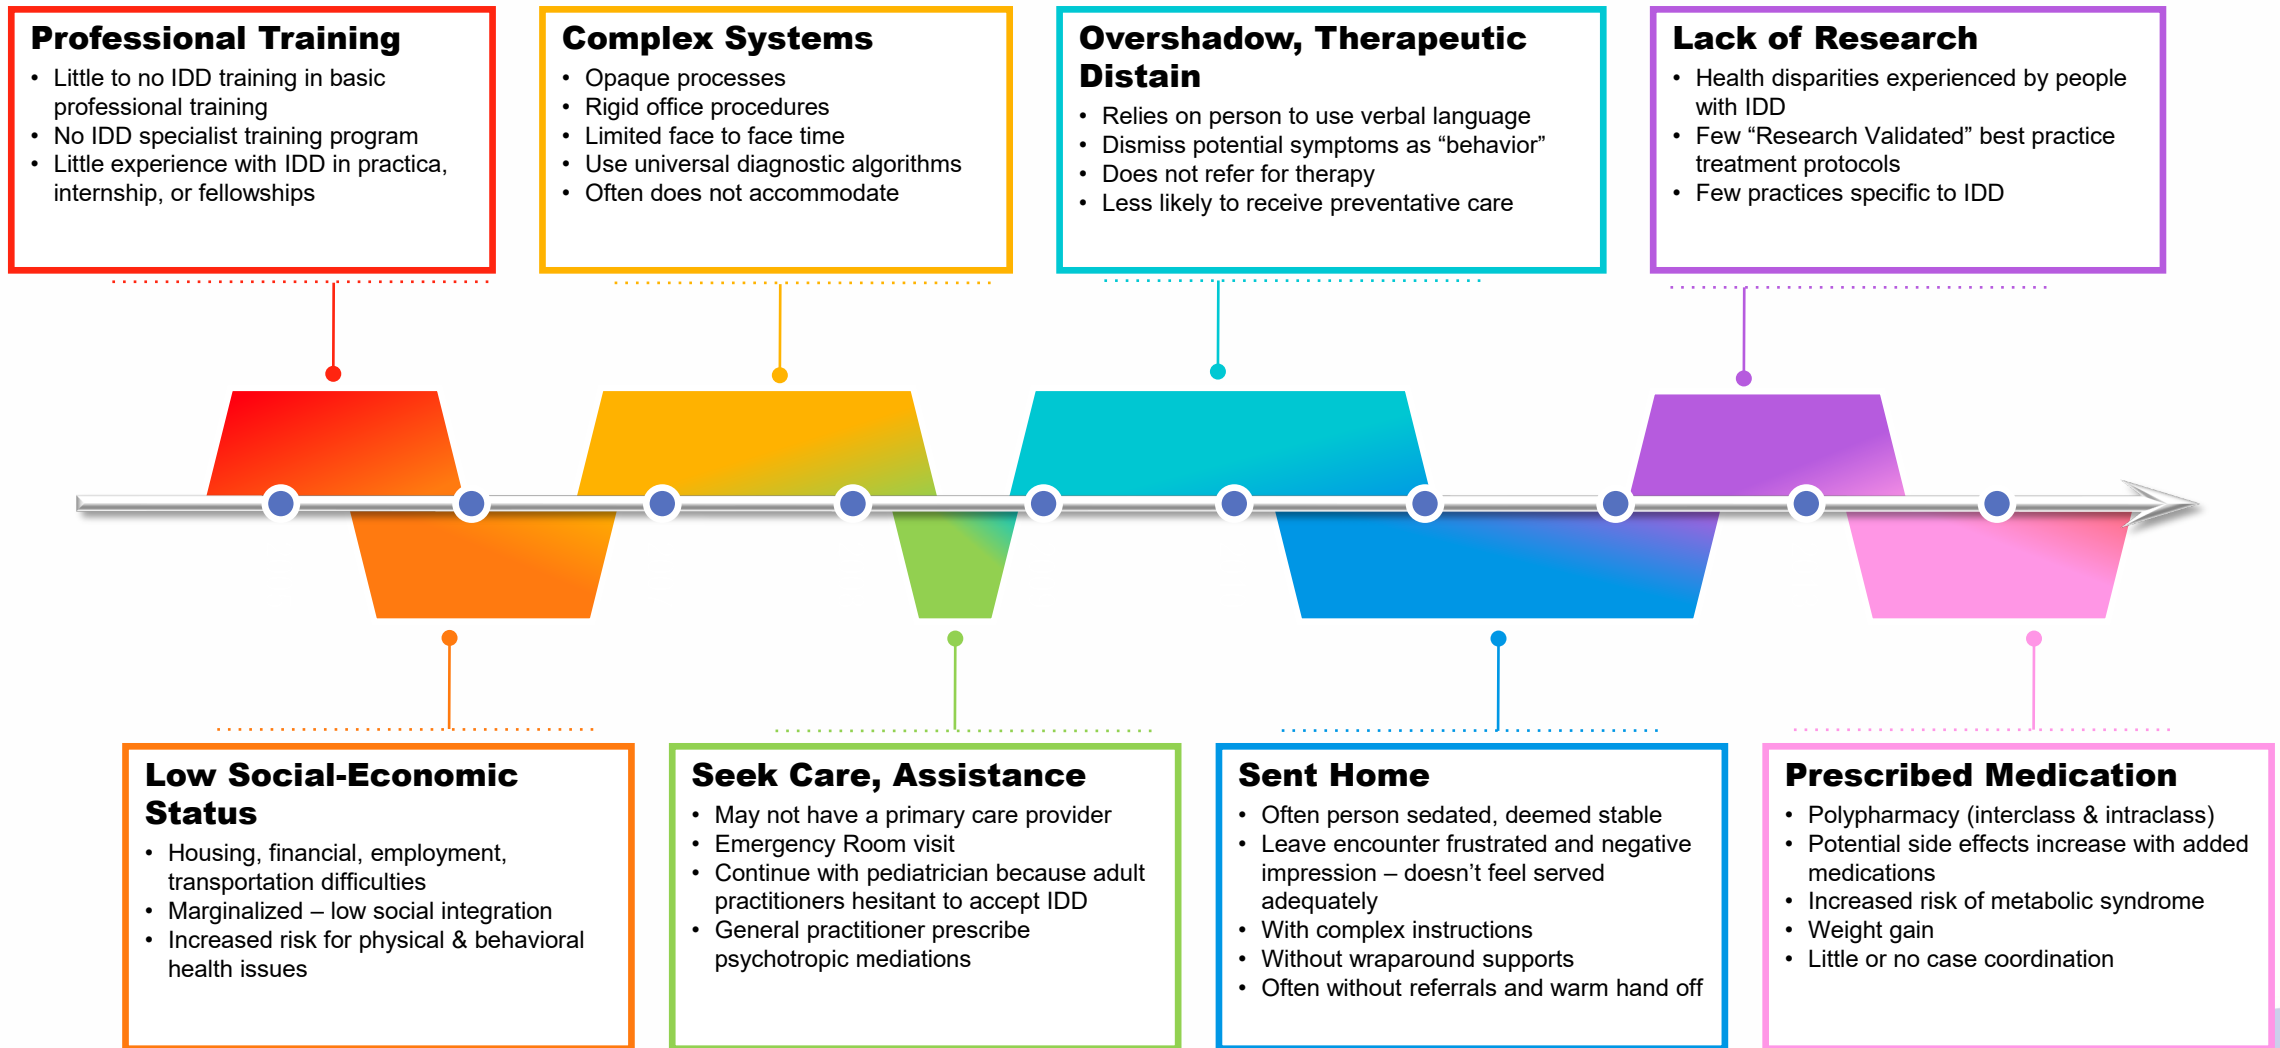 Professional Training
• Little to no IDD training in basic
professional training
• No IDD specialist training program
• Little experience with IDD in practica,
internship, or fellowships
Complex Systems
• Opaque processes
• Rigid office procedures
• Limited face to face time
• Use universal diagnostic algorithms
• Often does not accommodate
Overshadow, Therapeutic
Distain
• Relies on person to use verbal language
• Dismiss potential symptoms as “behavior”
• Does not refer for therapy
• Less likely to receive preventative care
Lack of Research
• Health disparities experienced by people
with IDD
• Few “Research Validated” best practice
treatment protocols
• Few practices specific to IDD
Low Social-Economic
Status
• Housing, financial, employment,
transportation difficulties
• Marginalized – low social integration
• Increased risk for physical & behavioral
health issues
Seek Care, Assistance
• May not have a primary care provider
• Emergency Room visit
• Continue with pediatrician because adult
practitioners hesitant to accept IDD
• General practitioner prescribe
psychotropic mediations
Sent Home
• Often person sedated, deemed stable
• Leave encounter frustrated and negative
impression – doesn’t feel served
adequately
• With complex instructions
• Without wraparound supports
• Often without referrals and warm hand off
Prescribed Medication
• Polypharmacy (interclass & intraclass)
• Potential side effects increase with added
medications
• Increased risk of metabolic syndrome
• Weight gain
• Little or no case coordination